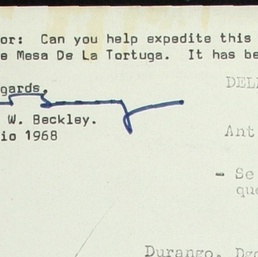 or: Can you help expedite this
e Mesa De La Tortuga. It has be
gards,
W. Beckley.
io 1968
DEL
Ant
- Se
que
Durango, Dgo